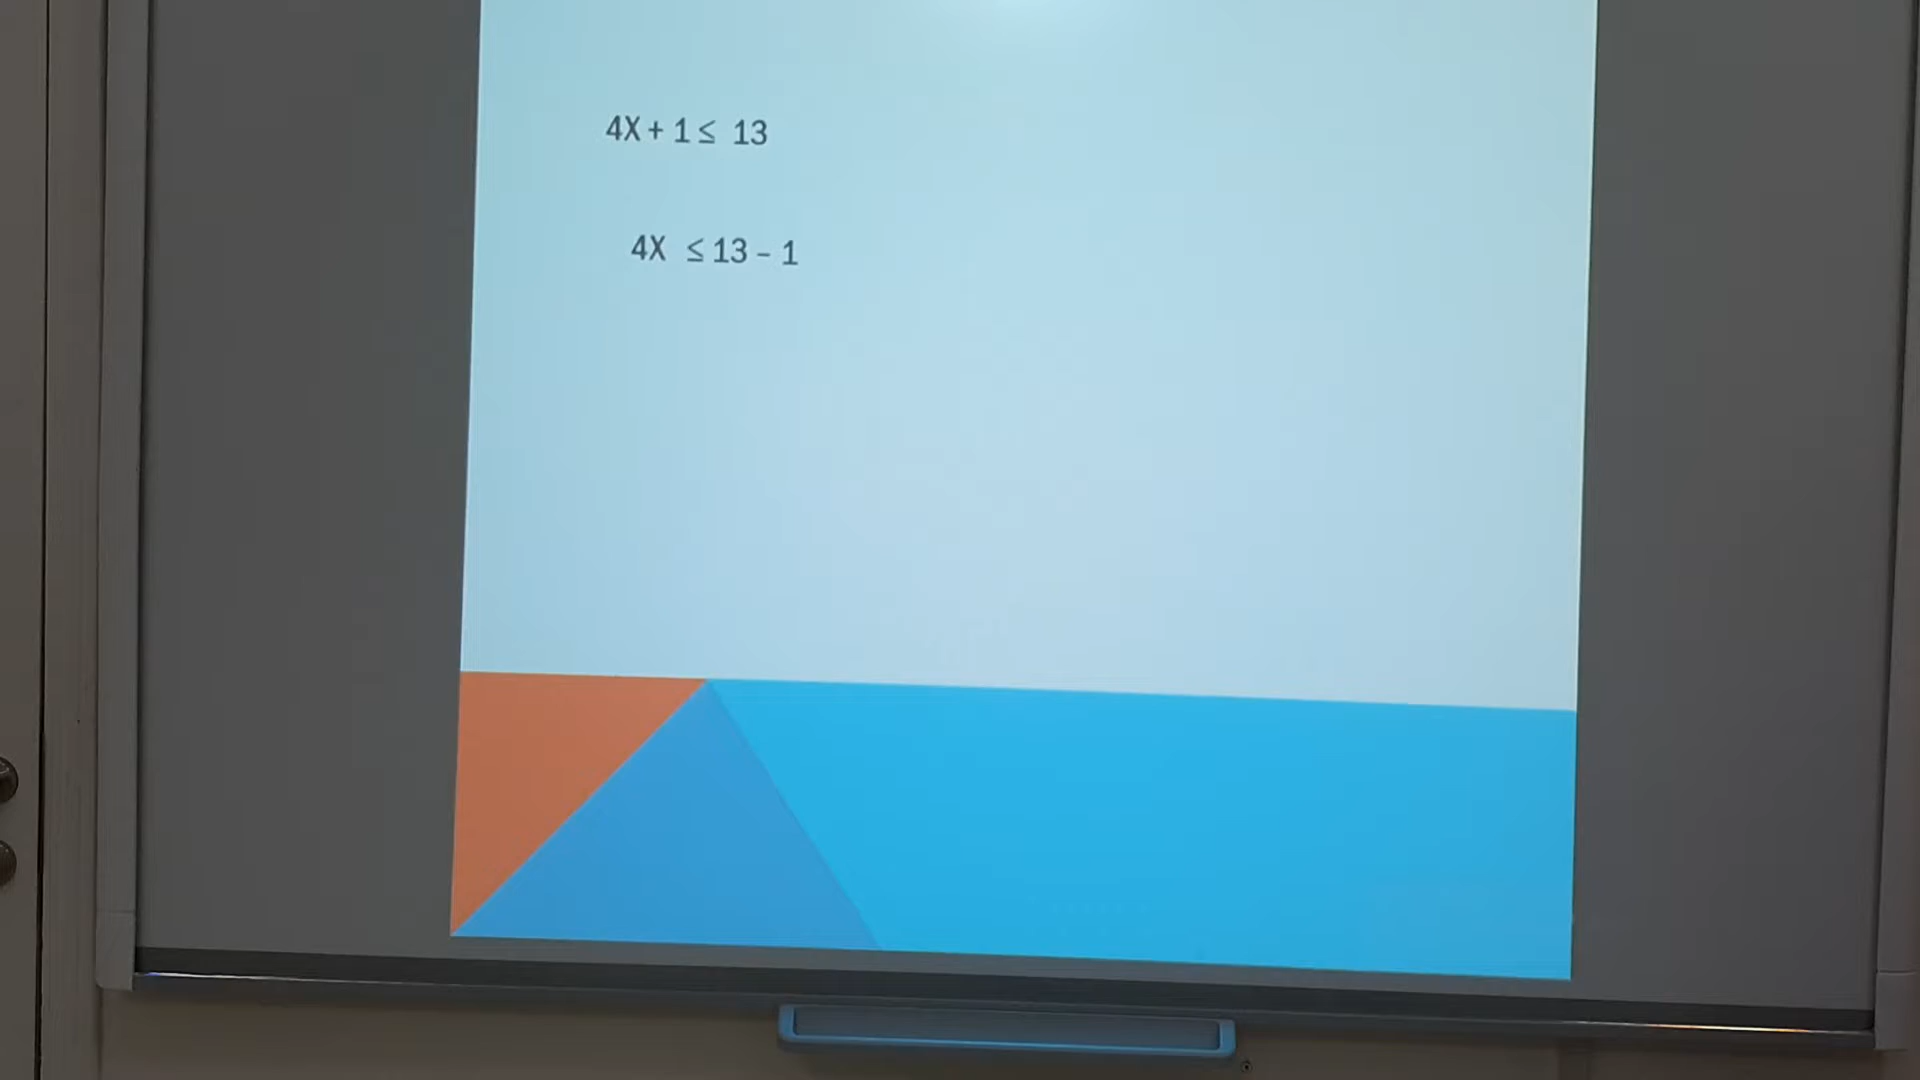 4X + 1 ≤ 13
4X ≤ 13 – 1